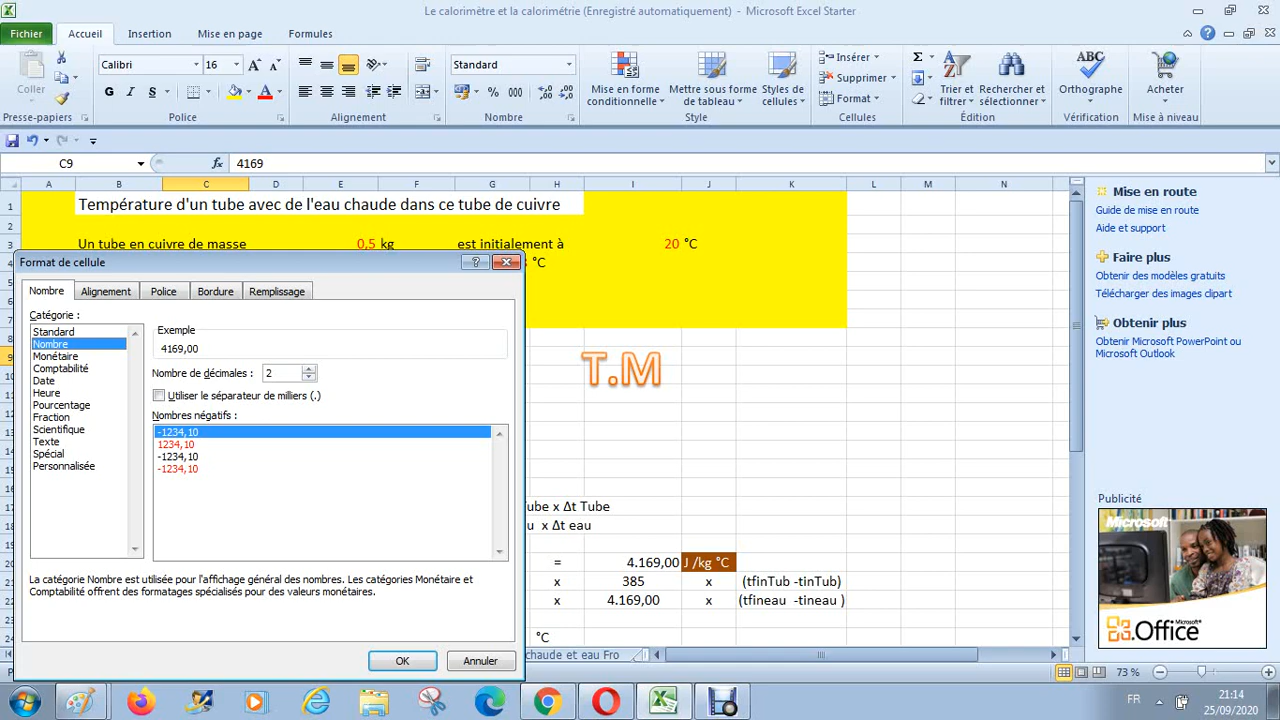 Le calorimètre et la calorimétrie (Enregistré automatiquement) - Microsoft Excel Starter
Fichier Accueil Insertion Mise en page Formules
Calibri 16 Standard
Coller
G I S
% 000
Mise en forme conditionnelle
Mettre sous forme de tableau
Styles de cellules
Insérer
Supprimer
Format
Σ
Trier et filtrer
Rechercher et sélectionner
ABC
Orthographe
Acheter
Presse-papiers Police Alignement Nombre Style Cellules Édition Vérification Mise à niveau
C9 fx 4169
A B C D E F G H I J K L M N
1 Température d'un tube avec de l'eau chaude dans ce tube de cuivre
2
3 Un tube en cuivre de masse 0,5 kg est initialement à 20 °C
4 °C
Format de cellule
Nombre Alignement Police Bordure Remplissage
Catégorie :
Standard
Nombre
Monétaire
Comptabilité
Date
Heure
Pourcentage
Fraction
Scientifique
Texte
Spécial
Personnalisée
Exemple
4169,00
Nombre de décimales : 2
Utiliser le séparateur de milliers (.)
Nombres négatifs :
-1234,10
1234,10
-1234,10
-1234,10
La catégorie Nombre est utilisée pour l'affichage général des nombres. Les catégories Monétaire et
Comptabilité offrent des formatages spécialisés pour des valeurs monétaires.
OK Annuler
T.M
x Δt Tube
x Δt eau
= 4.169,00 J /kg °C
x 385 x (tfinTub -tinTub)
x 4.169,00 x (tfineau -tineau )
°C
chaude et eau Fro
73 %
Mise en route
Guide de mise en route
Aide et support
Faire plus
Obtenir des modèles gratuits
Télécharger des images clipart
Obtenir plus
Obtenir Microsoft PowerPoint ou
Microsoft Outlook
Publicité
Microsoft
Microsoft
Office
FR
21:14
25/09/2020